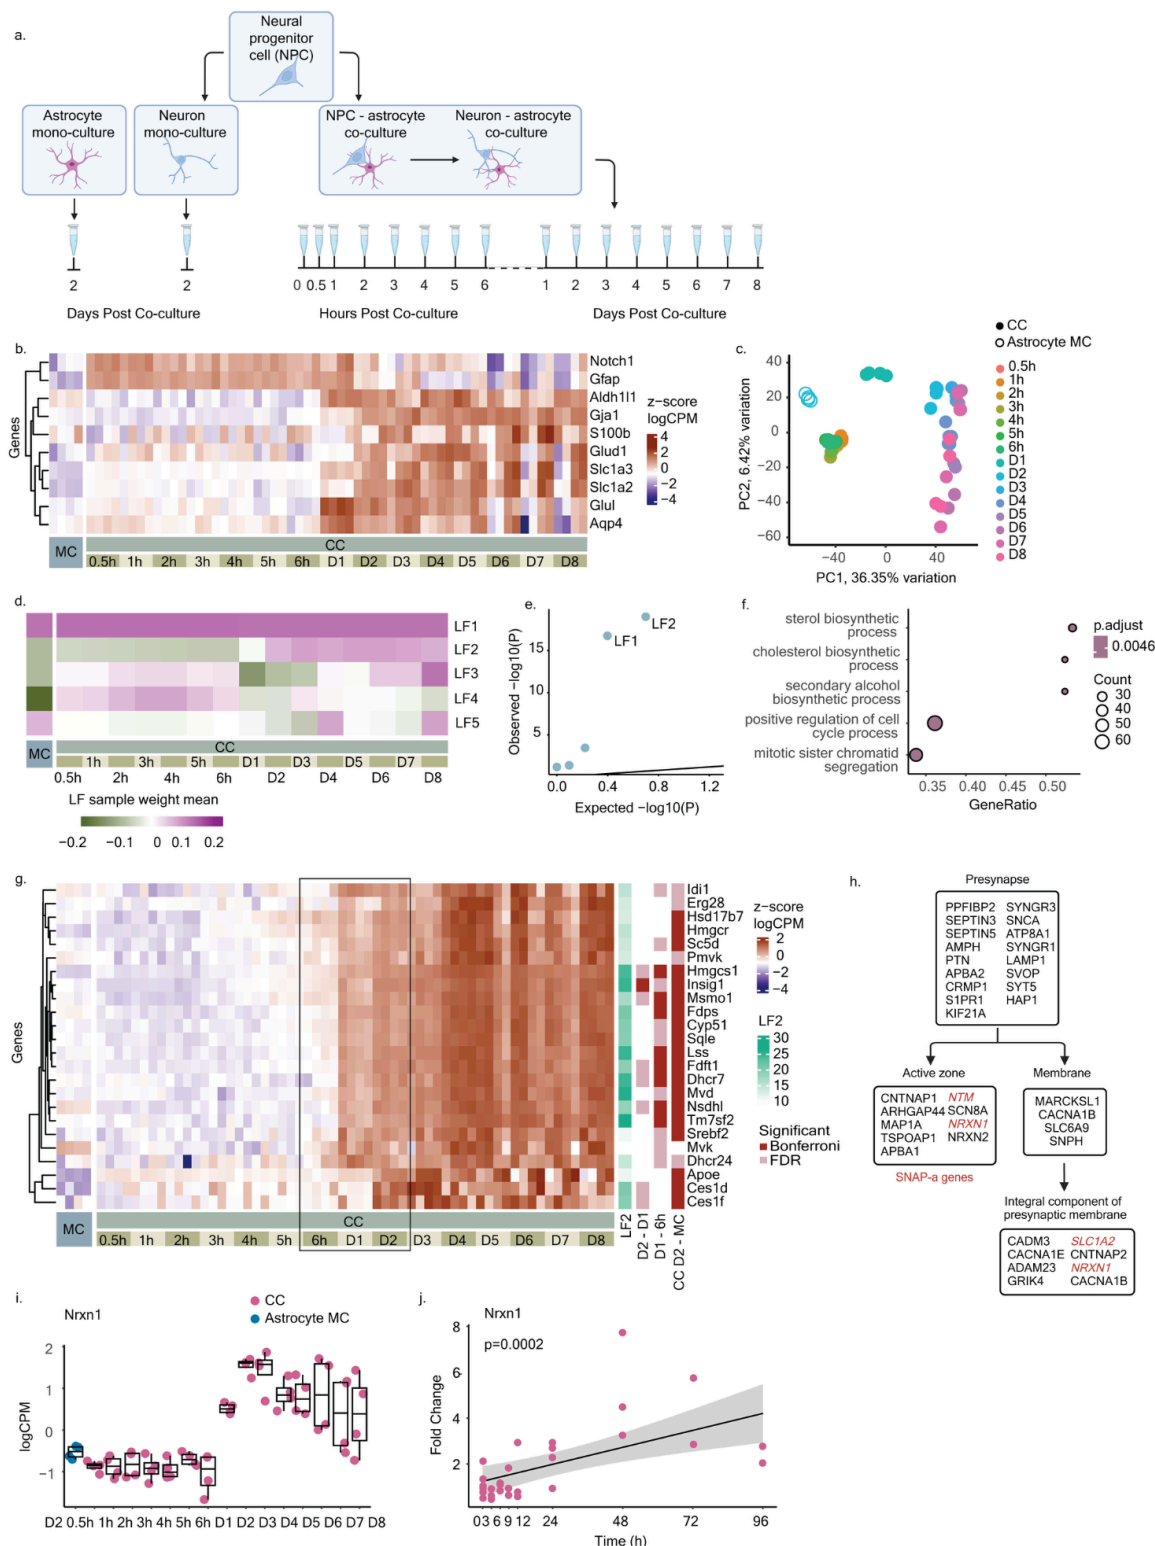 a.
Neural
progenitor
cell (NPC)
Astrocyte
mono-culture
Neuron
mono-culture
NPC - astrocyte
co-culture
Neuron - astrocyte
co-culture
2
2
0 0.5 1 2 3 4 5 6
1 2 3 4 5 6 7 8
Days Post Co-culture
Hours Post Co-culture
Days Post Co-culture
b.
Genes
Notch1
Gfap
Aldh1l1
Gja1
S100b
Glud1
Slc1a3
Slc1a2
Glul
Aqp4
z-score
logCPM
4
2
0
−2
−4
MC
CC
0.5h 1h 2h 3h 4h 5h 6h D1 D2 D3 D4 D5 D6 D7 D8
c.
PC2, 6.42% variation
40
20
0
−20
−40
−60
−40 0 40
PC1, 36.35% variation
CC
Astrocyte MC
0.5h
1h
2h
3h
4h
5h
6h
D1
D2
D3
D4
D5
D6
D7
D8
d.
LF1
LF2
LF3
LF4
LF5
MC
CC
1h 3h 5h D1 D3 D5 D7
0.5h 2h 4h 6h D2 D4 D6 D8
LF sample weight mean
−0.2 −0.1 0 0.1 0.2
e.
Observed −log10(P)
15
10
5
LF1
LF2
0.0 0.4 0.8 1.2
Expected −log10(P)
f.
sterol biosynthetic
process
cholesterol biosynthetic
process
secondary alcohol
biosynthetic process
positive regulation of cell
cycle process
mitotic sister chromatid
segregation
0.35 0.40 0.45 0.50
GeneRatio
p.adjust
0.0046
Count
30
40
50
60
g.
Genes
Idi1
Erg28
Hsd17b7
Hmgcr
Sc5d
Pmvk
Hmgcs1
Insig1
Msmo1
Fdps
Cyp51
Sqle
Lss
Fdft1
Dhcr7
Mvd
Nsdhl
Tm7sf2
Srebf2
Mvk
Dhcr24
Apoe
Ces1d
Ces1f
z-score
logCPM
2
0
−2
−4
LF2
30
25
20
15
10
Significant
Bonferroni
FDR
MC
CC
0.5h 1h 2h 3h 4h 5h 6h D1 D2 D3 D4 D5 D6 D7 D8
LF2
D2 - D1
D1 - 6h
CC D2 - MC
h.
Presynapse
PPFIBP2 SYNGR3
SEPTIN3 SNCA
SEPTIN5 ATP8A1
AMPH SYNGR1
PTN LAMP1
APBA2 SVOP
CRMP1 SYT5
S1PR1 HAP1
KIF21A
Active zone
CNTNAP1 NTM
ARHGAP44 SCN8A
MAP1A NRXN1
TSPOAP1 NRXN2
APBA1
SNAP-a genes
Membrane
MARCKSL1
CACNA1B
SLC6A9
SNPH
Integral component of
presynaptic membrane
CADM3 SLC1A2
CACNA1E CNTNAP2
ADAM23 NRXN1
GRIK4 CACNA1B
i.
Nrxn1
CC
Astrocyte MC
logCPM
2
1
0
−1
D2 0.5h 1h 2h 3h 4h 5h 6h D1 D2 D3 D4 D5 D6 D7 D8
j.
Nrxn1
p=0.0002
Fold Change
8
6
4
2
0 3 6 9 12 24 48 72 96
Time (h)